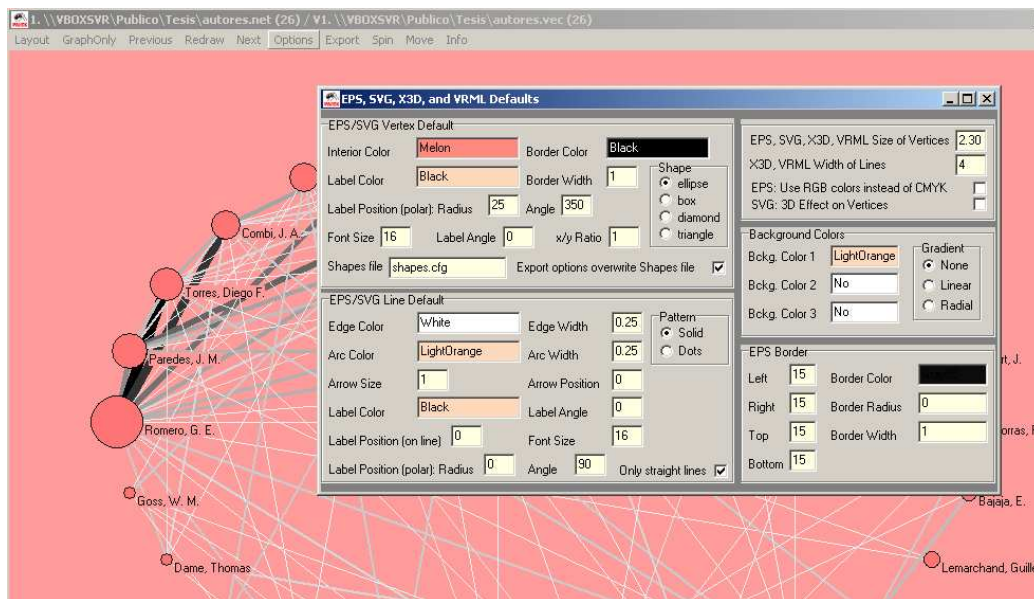 1. \\VBOXSVR\Publico\Tesis\autores.net (26) / V1. \\VBOXSVR\Publico\Tesis\autores.vec (26)
Layout GraphOnly Previous Redraw Next Options Export Spin Move Info
EPS, SVG, X3D, and VRML Defaults
EPS/SVG Vertex Default
Interior Color Melon Border Color Black
Label Color Black Border Width 1
Shape
ellipse
box
diamond
triangle
Label Position (polar): Radius 25 Angle 350
Font Size 16 Label Angle 0 x/y Ratio 1
Shapes file shapes.cfg Export options overwrite Shapes file
EPS/SVG Line Default
Edge Color White Edge Width 0.25
Pattern
Solid
Dots
Arc Color LightOrange Arc Width 0.25
Arrow Size 1 Arrow Position 0
Label Color Black Label Angle 0
Label Position (on line) 0 Font Size 16
Label Position (polar): Radius 0 Angle 90 Only straight lines
EPS, SVG, X3D, VRML Size of Vertices 2.30
X3D, VRML Width of Lines 4
EPS: Use RGB colors instead of CMYK
SVG: 3D Effect on Vertices
Background Colors
Bckg. Color 1 LightOrange
Bckg. Color 2 No
Bckg. Color 3 No
Gradient
None
Linear
Radial
EPS Border
Left 15 Border Color
Right 15 Border Radius 0
Top 15 Border Width 1
Bottom 15
Combi, J. A.
Torres, Diego F.
Paredes, J. M.
Romero, G. E.
Goss, W. M.
Dame, Thomas
J.
Bajaja, E.
Lemarchand, Guille